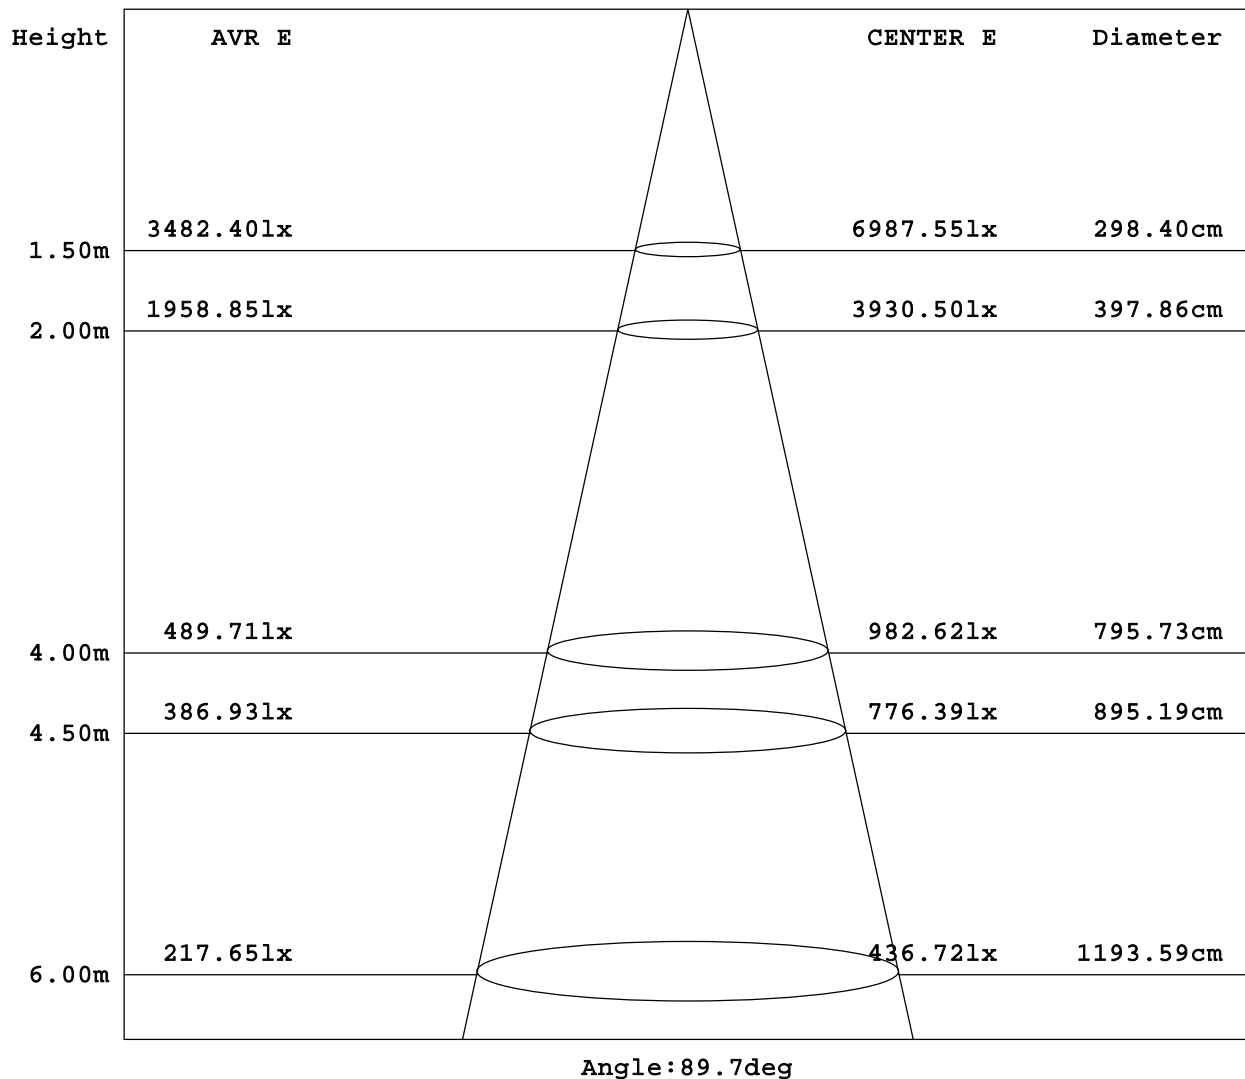 Height AVR E CENTER E Diameter
3482.40lx 6987.55lx 298.40cm
1.50m
1958.85lx 3930.50lx 397.86cm
2.00m
489.71lx 982.62lx 795.73cm
4.00m
386.93lx 776.39lx 895.19cm
4.50m
217.65lx 436.72lx 1193.59cm
6.00m
Angle:89.7deg